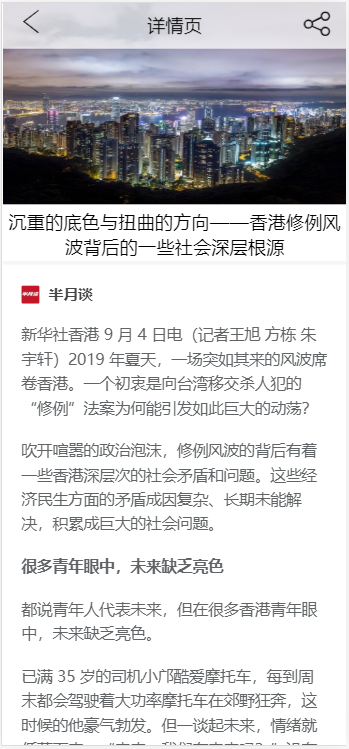 详情页
沉重的底色与扭曲的方向——香港修例风
波背后的一些社会深层根源
半月谈
半月谈
新华社香港 9 月 4 日电（记者王旭 方栋 朱
宇轩）2019 年夏天，一场突如其来的风波席
卷香港。一个初衷是向台湾移交杀人犯的
“修例”法案为何能引发如此巨大的动荡？
吹开喧嚣的政治泡沫，修例风波的背后有着
一些香港深层次的社会矛盾和问题。这些经
济民生方面的矛盾成因复杂、长期未能解
决，积累成巨大的社会问题。
很多青年眼中，未来缺乏亮色
都说青年人代表未来，但在很多香港青年眼
中，未来缺乏亮色。
已满 35 岁的司机小邝酷爱摩托车，每到周
末都会驾驶着大功率摩托车在郊野狂奔，这
时候的他豪气勃发。但一谈起未来，情绪就